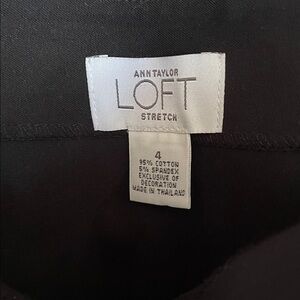 ANN TAYLOR
LOFT
STRETCH
4
95% COTTON
5% SPANDEX
EXCLUSIVE OF
DECORATION
MADE IN THAILAND